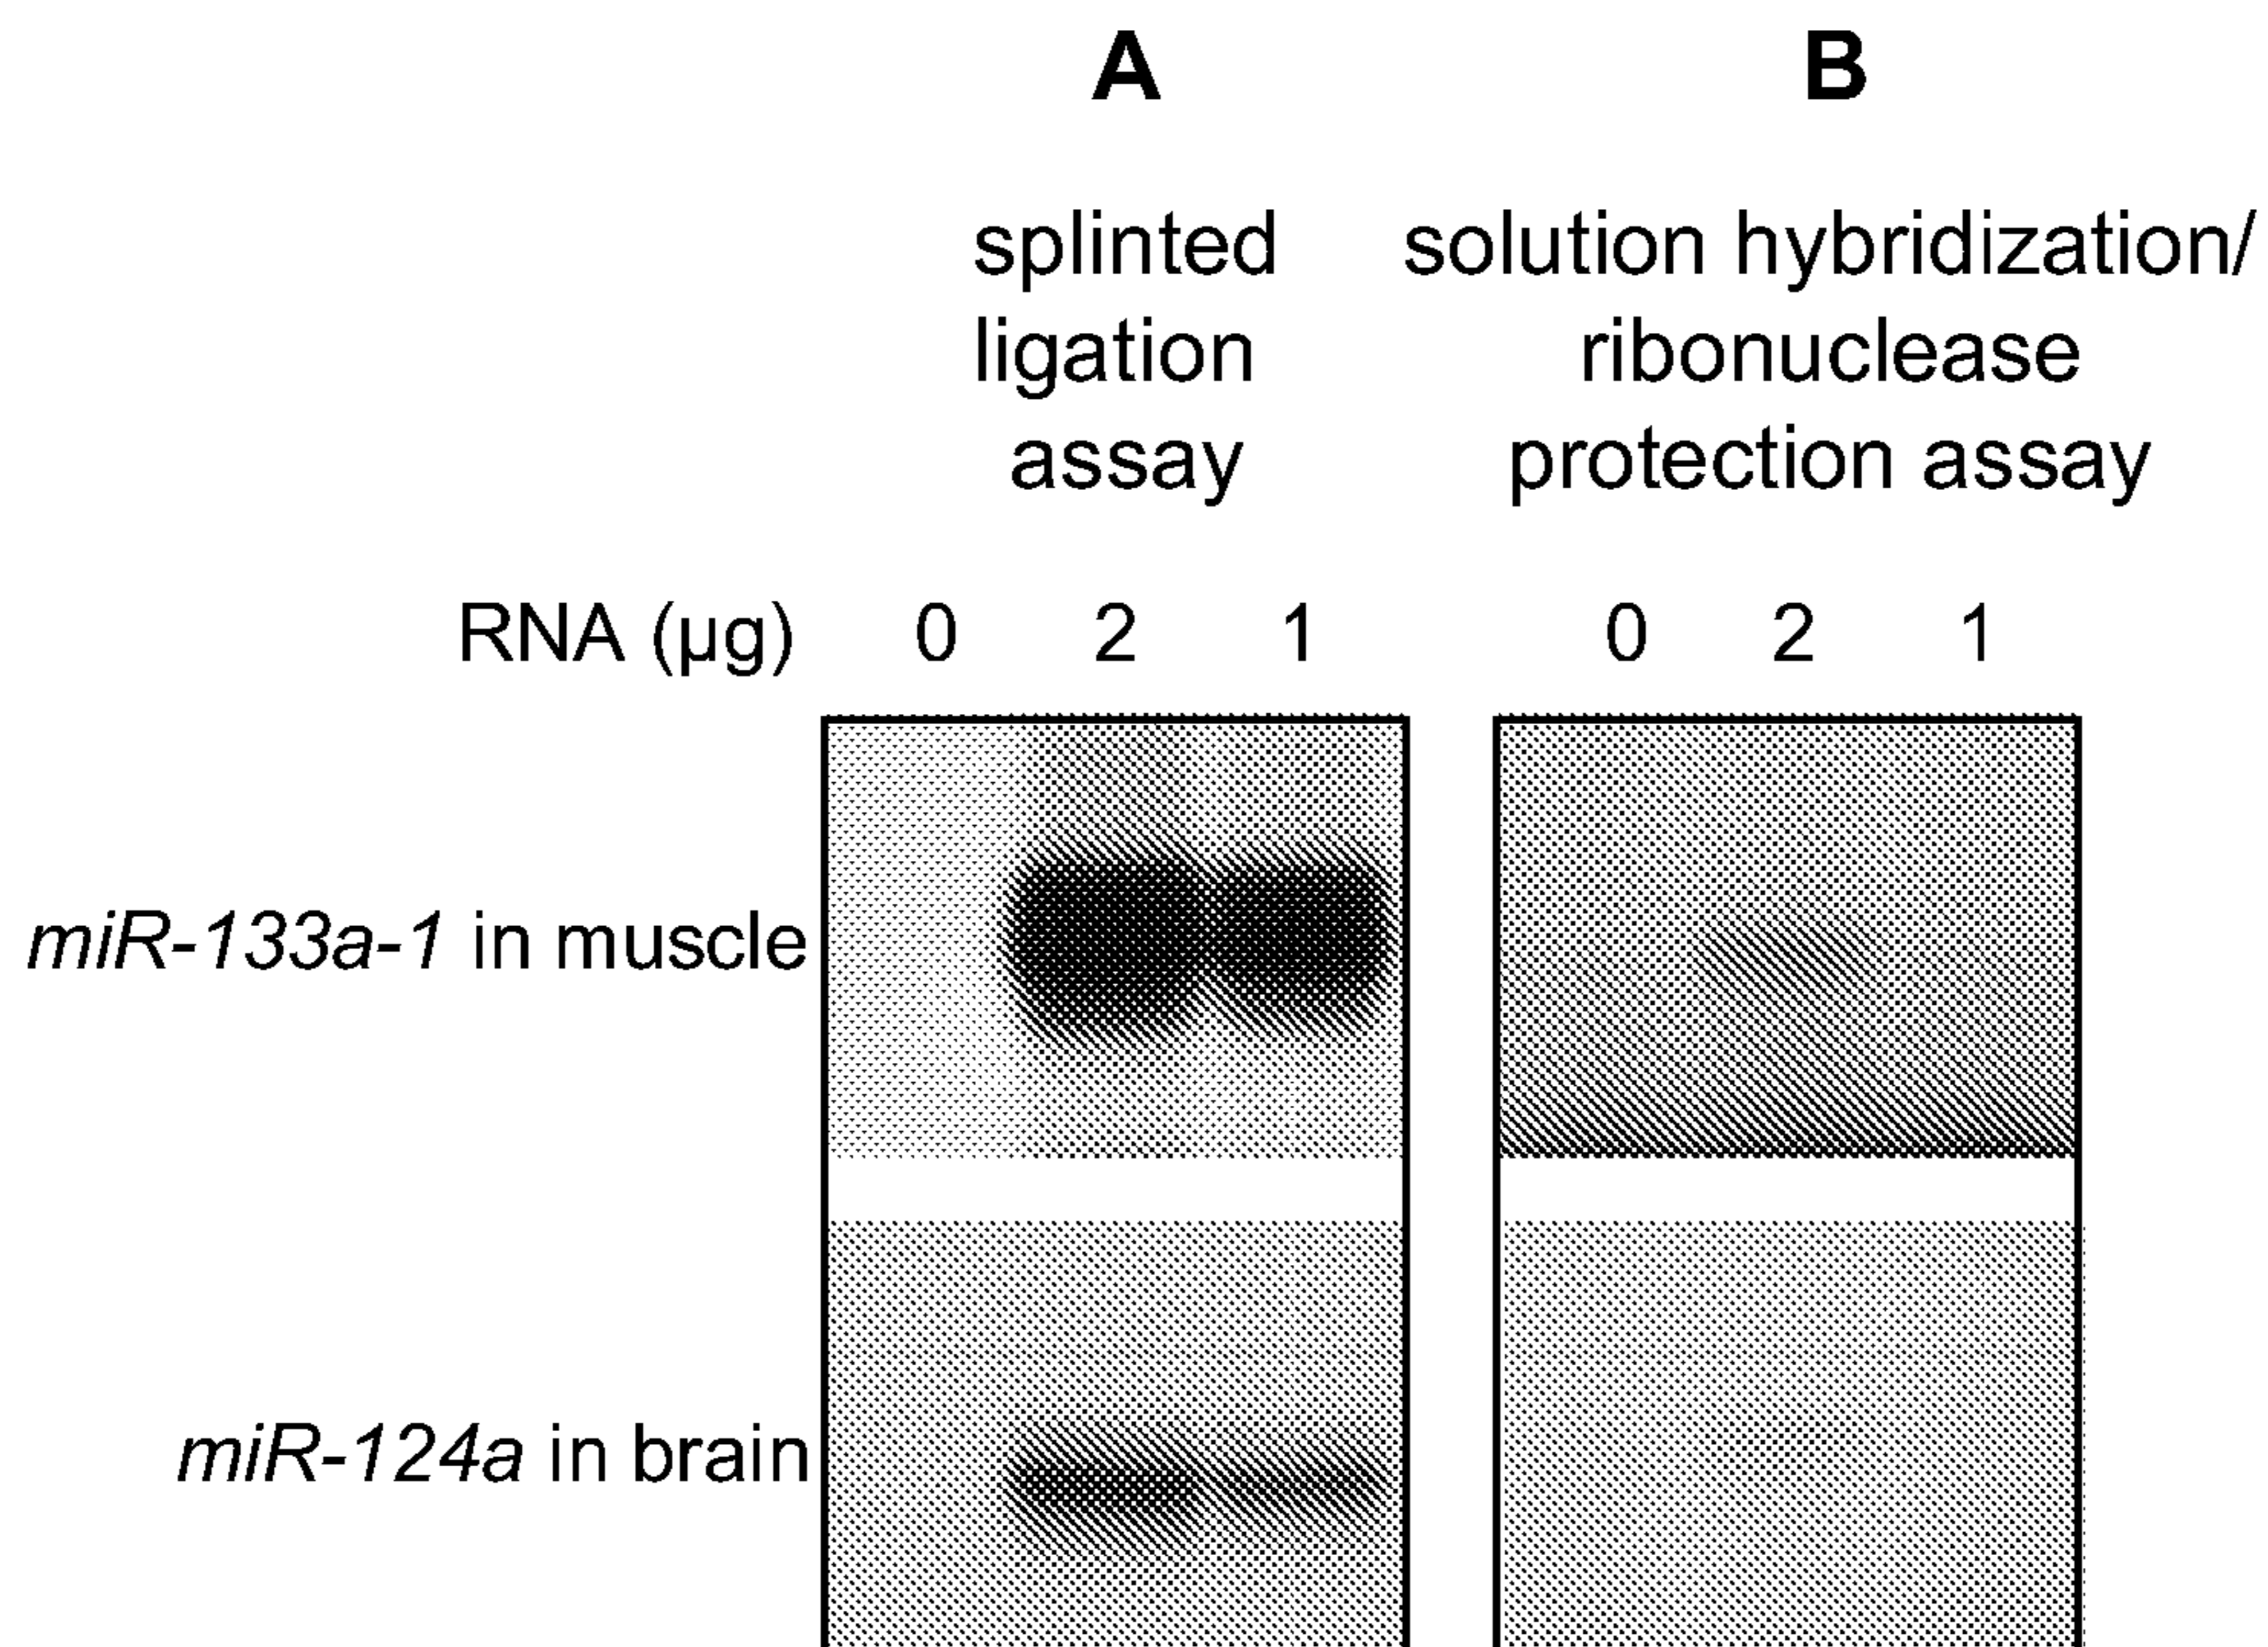 A
B
splinted
ligation
assay
solution hybridization/
ribonuclease
protection assay
RNA (µg) 0 2 1 0 2 1
miR-133a-1 in muscle
miR-124a in brain